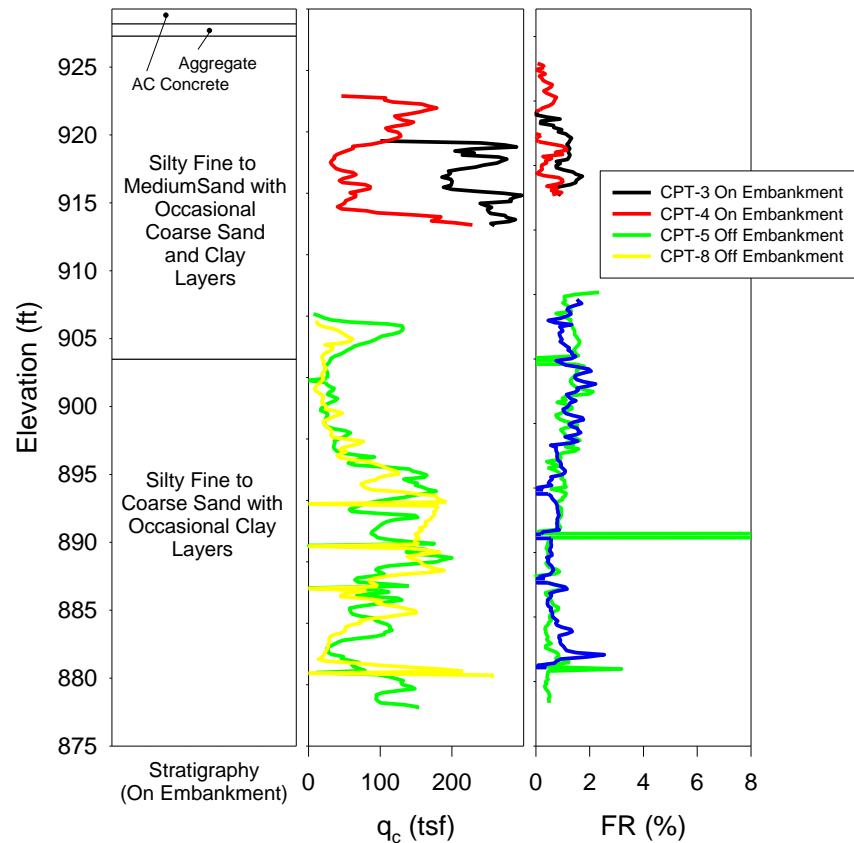 Elevation (ft)
925
920
915
910
905
900
895
890
885
880
875
Aggregate
AC Concrete
Silty Fine to
MediumSand with
Occasional
Coarse Sand
and Clay
Layers
Silty Fine to
Coarse Sand with
Occasional Clay
Layers
Stratigraphy
(On Embankment)
0 100 200
qc (tsf)
CPT-3 On Embankment
CPT-4 On Embankment
CPT-5 Off Embankment
CPT-8 Off Embankment
0 2 4 6 8
FR (%)